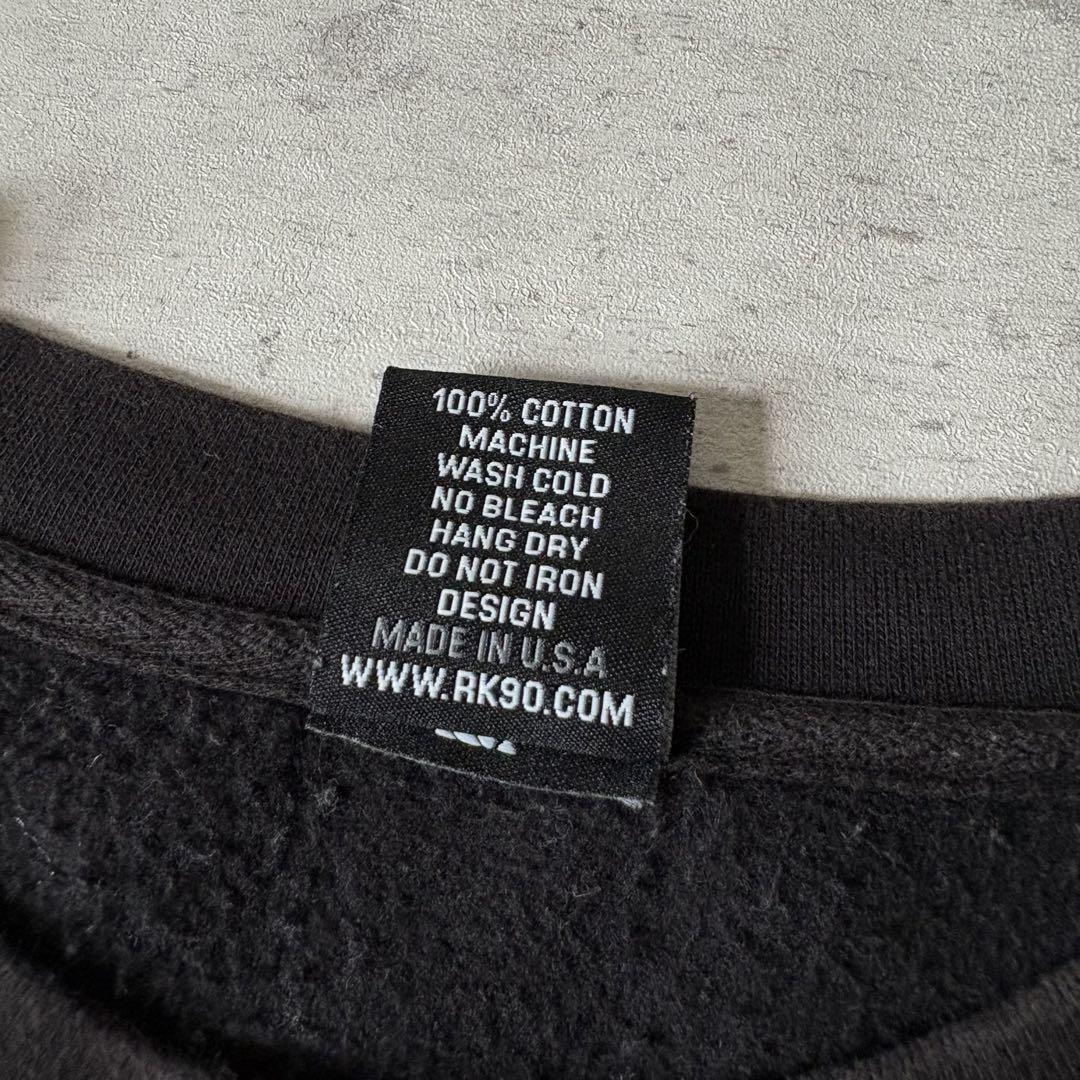 100% COTTON
MACHINE
WASH COLD
NO BLEACH
HANG DRY
DO NOT IRON
DESIGN
MADE IN U.S.A
WWW.RK90.COM